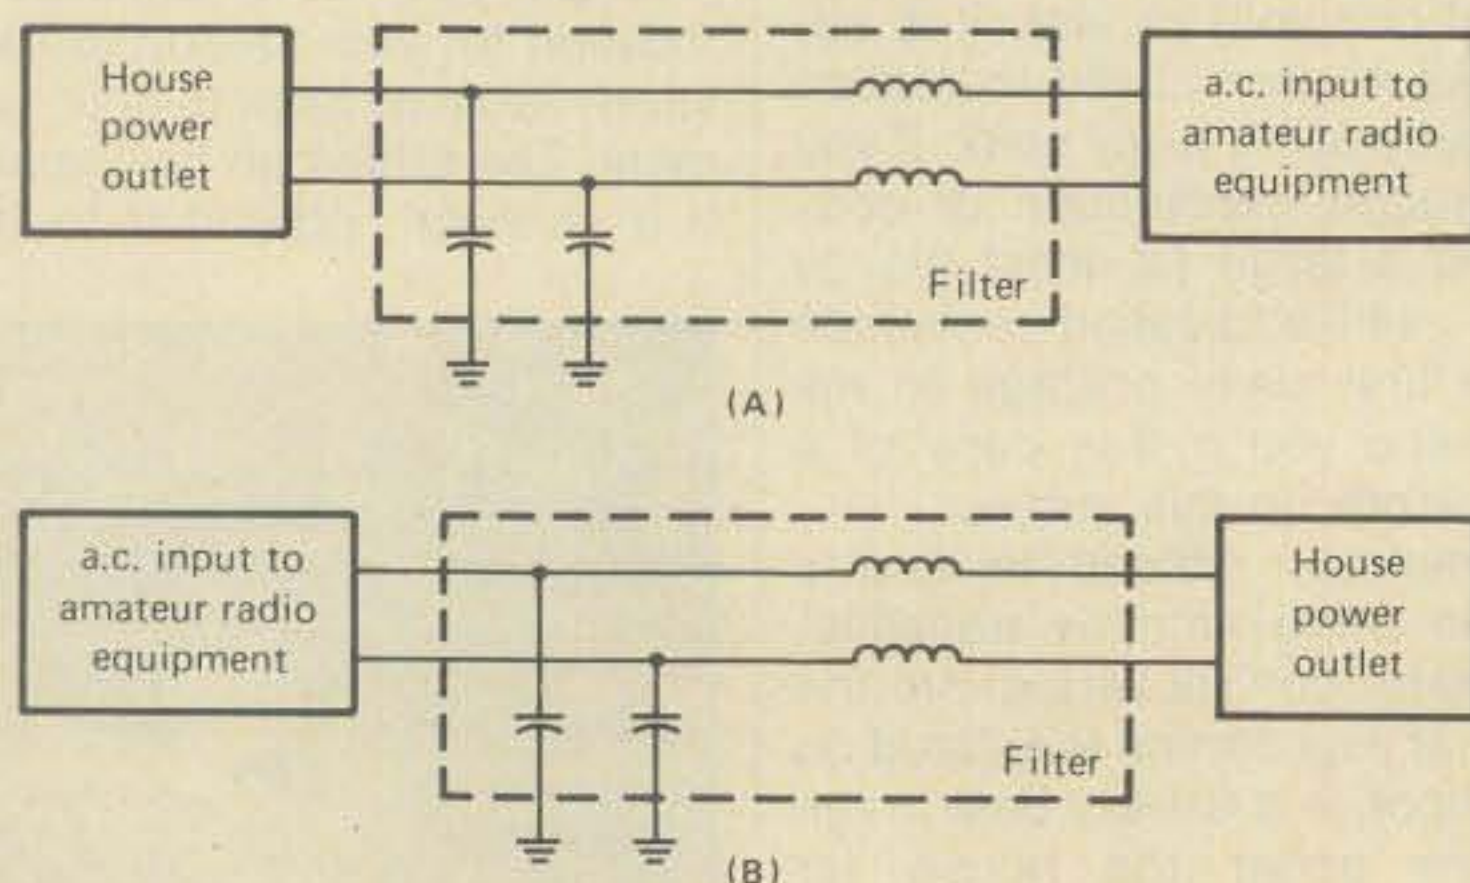 House
power
outlet
a.c. input to
amateur radio
equipment
Filter
(A)
a.c. input to
amateur radio
equipment
House
power
outlet
Filter
(B)